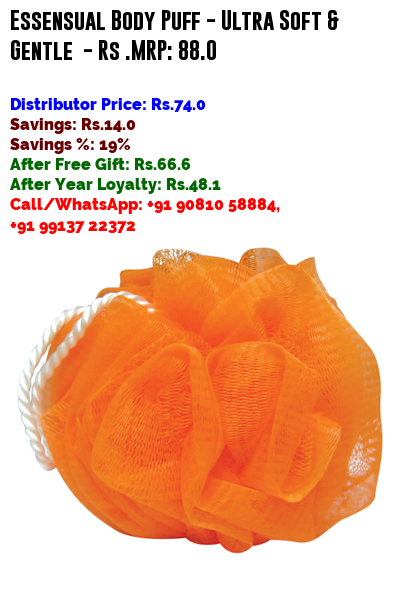 Essensual Body Puff - Ultra Soft &
Gentle - Rs .MRP: 88.0
Distributor Price: Rs.74.0
Savings: Rs.14.0
Savings %: 19%
After Free Gift: Rs.66.6
After Year Loyalty: Rs.48.1
Call/WhatsApp: +91 90810 58884,
+91 99137 22372